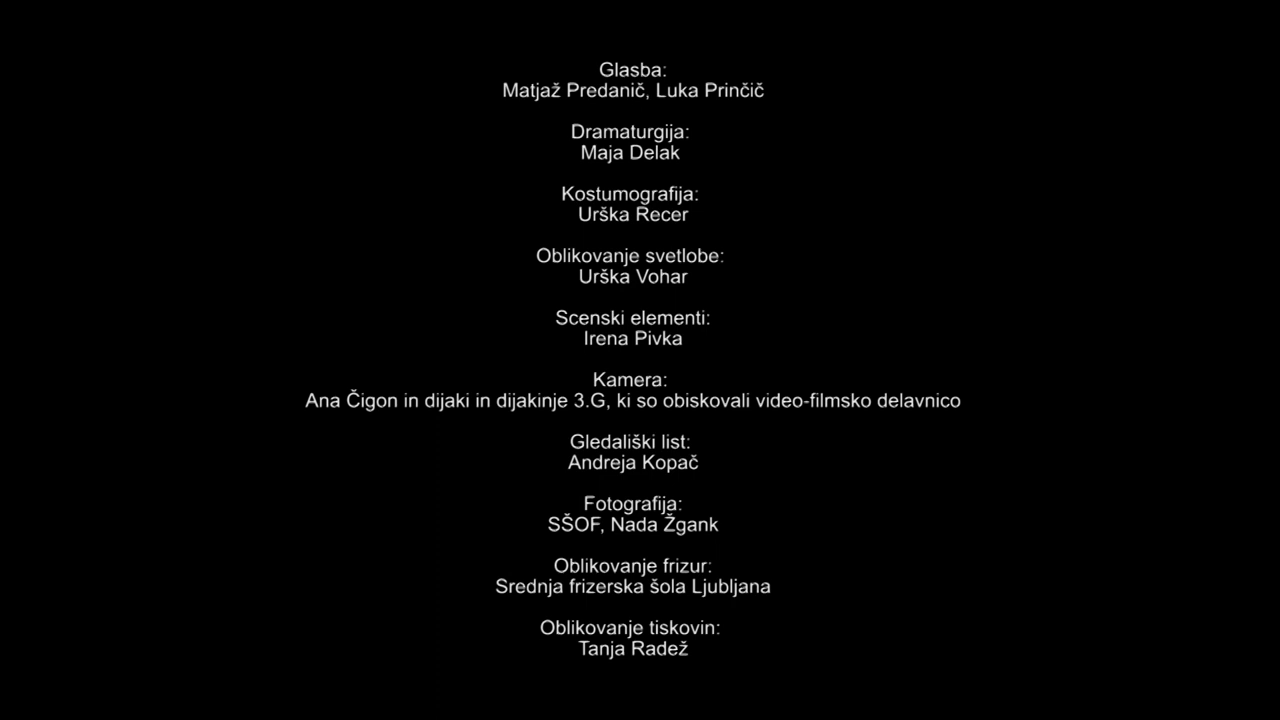 Glasba:
Matjaž Predanič, Luka Prinčič
Dramaturgija:
Maja Delak
Kostumografija:
Urška Recer
Oblikovanje svetlobe:
Urška Vohar
Scenski elementi:
Irena Pivka
Kamera:
Ana Čigon in dijaki in dijakinje 3.G, ki so obiskovali video-filmsko delavnico
Gledališki list:
Andreja Kopač
Fotografija:
SŠOF, Nada Žgank
Oblikovanje frizur:
Srednja frizerska šola Ljubljana
Oblikovanje tiskovin:
Tanja Radež